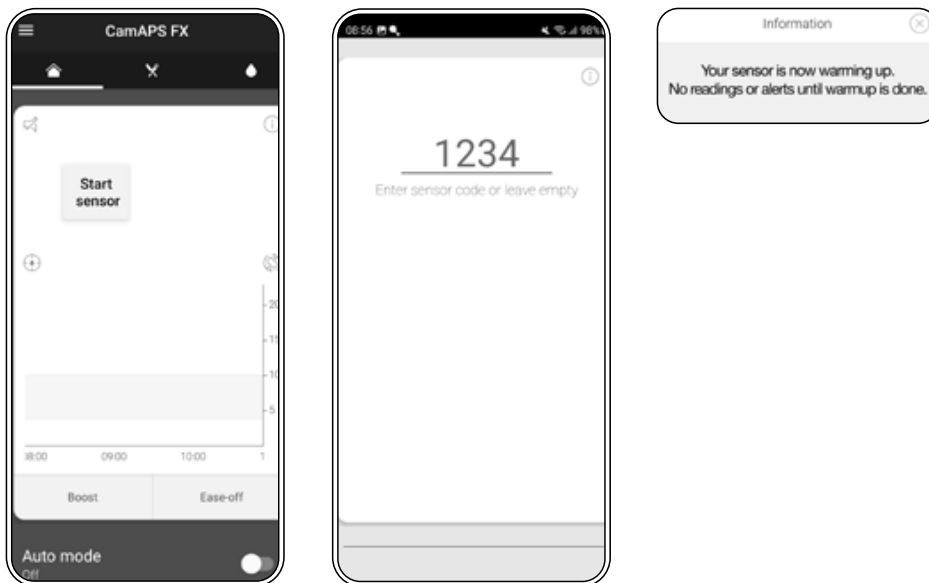 CamAPS FX
Start
sensor
20
15
10
5
08:00 09:00 10:00 1
Boost Ease-off
Auto mode
Off
08:56 98%
1234
Enter sensor code or leave empty
Information
Your sensor is now warming up.
No readings or alerts until warmup is done.